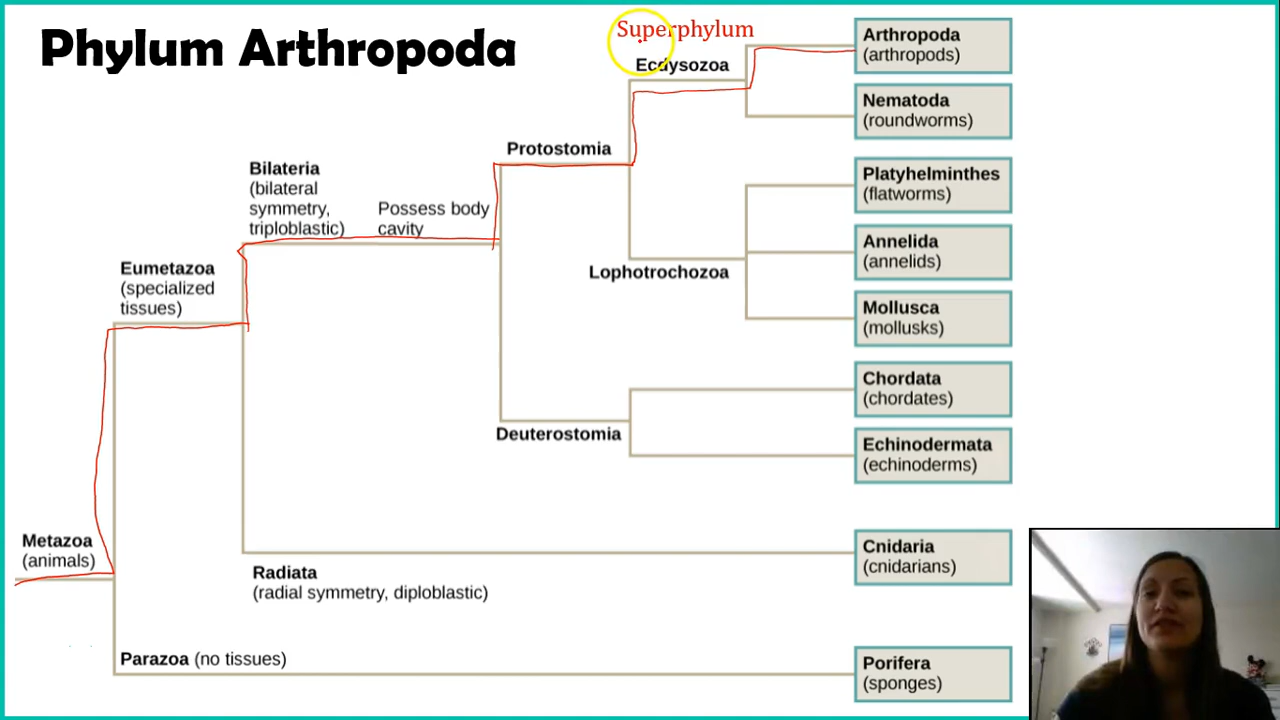 Phylum Arthropoda
Superphylum
Ecdysozoa
Arthropoda
(arthropods)
Nematoda
(roundworms)
Protostomia
Bilateria
(bilateral
symmetry,
triploblastic)
Possess body
cavity
Platyhelminthes
(flatworms)
Annelida
(annelids)
Lophotrochozoa
Mollusca
(mollusks)
Eumetazoa
(specialized
tissues)
Chordata
(chordates)
Deuterostomia
Echinodermata
(echinoderms)
Metazoa
(animals)
Cnidaria
(cnidarians)
Radiata
(radial symmetry, diploblastic)
Parazoa (no tissues)
Porifera
(sponges)